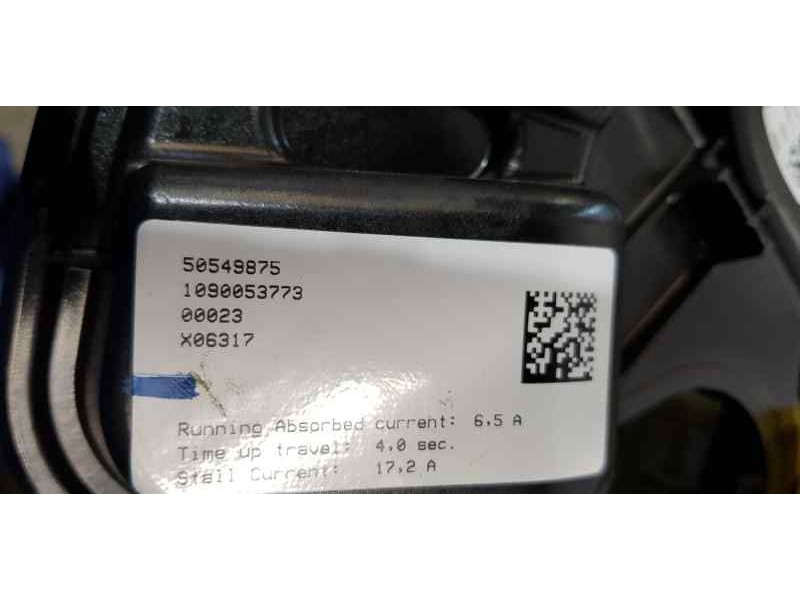 50549875
1090053773
00023
X06317
Running Absorbed current: 6,5 A
Time up travel: 4,0 sec.
Stall Current: 17,2 A